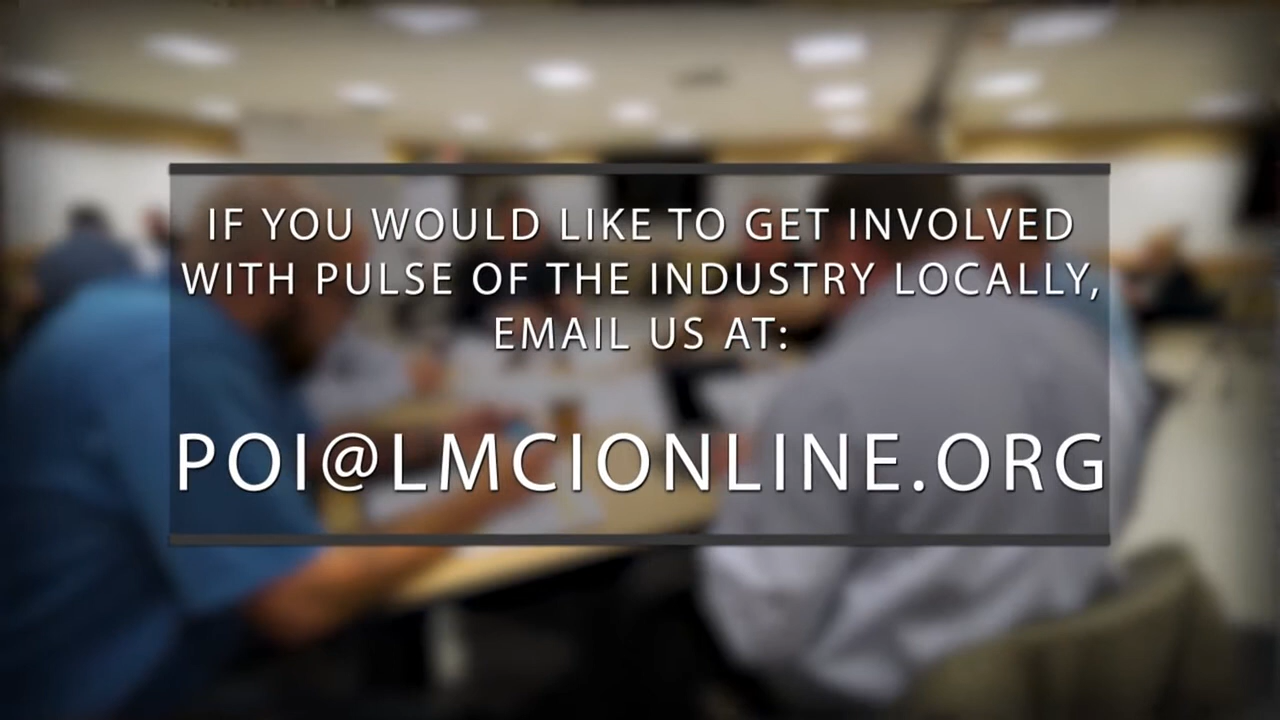 IF YOU WOULD LIKE TO GET INVOLVED
WITH PULSE OF THE INDUSTRY LOCALLY,
EMAIL US AT:
POI@LMCIONLINE.ORG